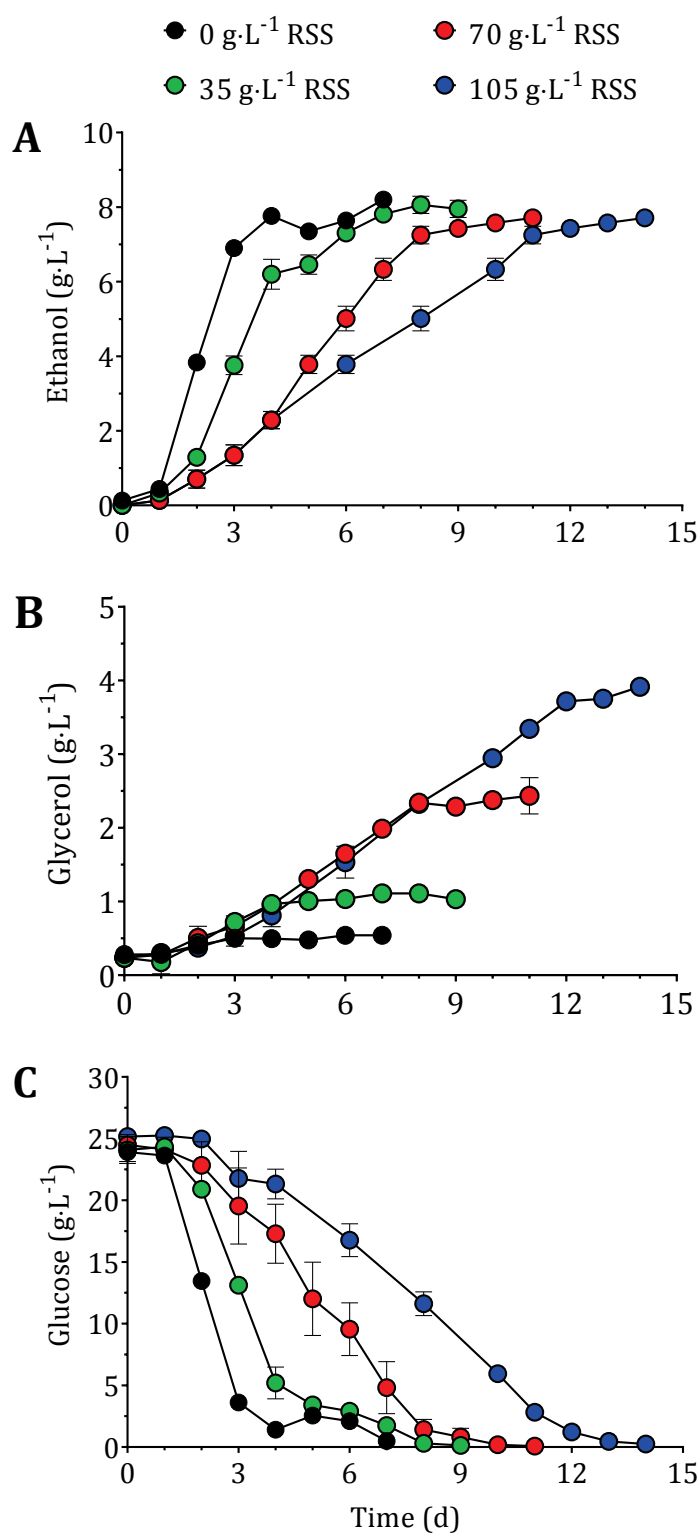 0 g·L⁻¹ RSS 70 g·L⁻¹ RSS
35 g·L⁻¹ RSS 105 g·L⁻¹ RSS
A
10
8
6
4
2
0
Ethanol (g·L⁻¹)
0 3 6 9 12 15
B
5
4
3
2
1
0
Glycerol (g·L⁻¹)
0 3 6 9 12 15
C
30
25
20
15
10
5
0
Glucose (g·L⁻¹)
0 3 6 9 12 15
Time (d)